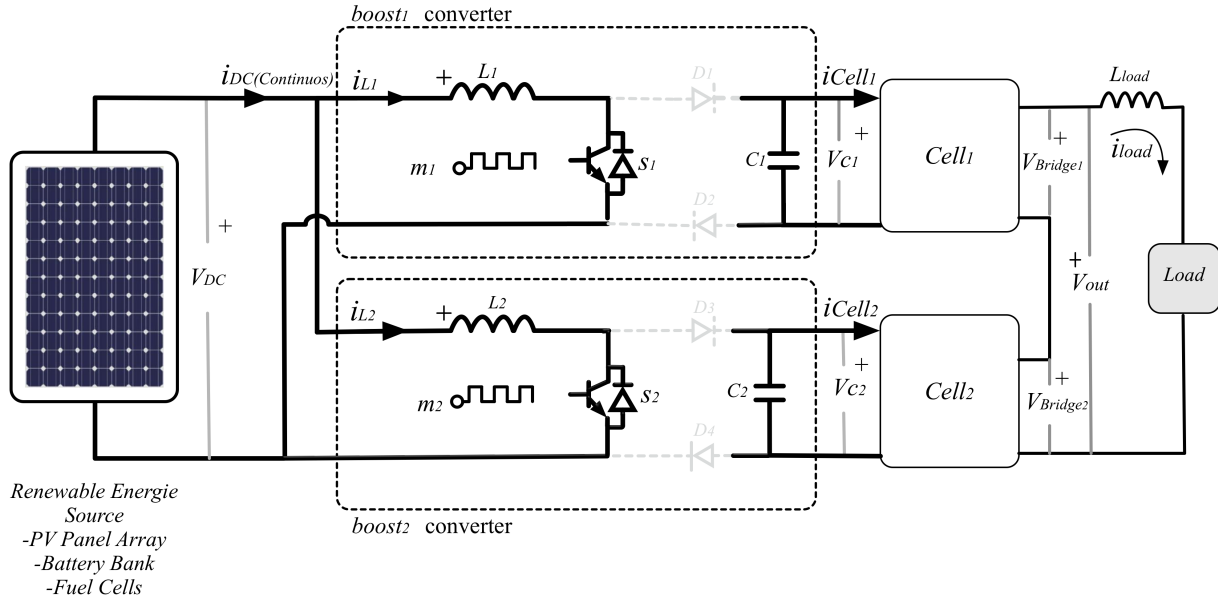 boost1 converter
iDC(Continuos)
iL1
+
L1
D1
iCell1
Lload
m1
S1
C1
+
VC1
Cell1
VBridge1
+
iload
D2
+
VDC
+
Vout
Load
iL2
+
L2
D3
iCell2
m2
S2
C2
+
VC2
Cell2
+
VBridge2
D4
boost2 converter
Renewable Energie
Source
-PV Panel Array
-Battery Bank
-Fuel Cells